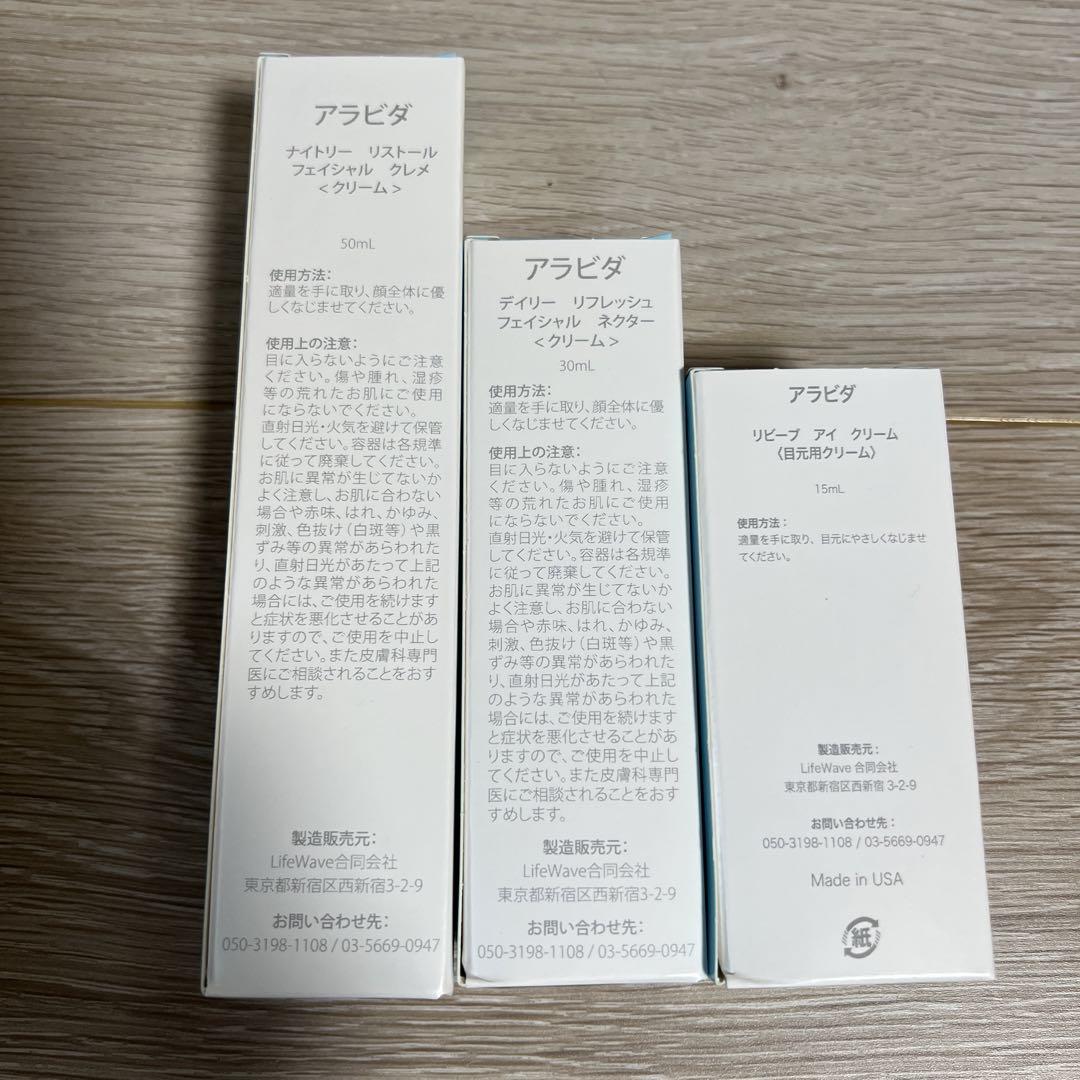 アラビダ
ナイトリー　リストール
フェイシャル　クレメ
<クリーム>
50mL
使用方法：
適量を手に取り、顔全体に優
しくなじませてください。
使用上の注意：
目に入らないようにご注意
ください。傷や腫れ、湿疹
等の荒れたお肌にご使用
にならないでください。
直射日光・火気を避けて保管
してください。容器は各規準
に従って廃棄してください。
お肌に異常が生じてないか
よく注意し、お肌に合わない
場合や赤味、はれ、かゆみ、
刺激、色抜け（白斑等）や黒
ずみ等の異常があらわれた
り、直射日光があたって上記
のような異常があらわれた
場合には、ご使用を続けます
と症状を悪化させることがあ
りますので、ご使用を中止し
てください。また皮膚科専門
医にご相談されることをおす
すめします。
製造販売元：
LifeWave合同会社
東京都新宿区西新宿3-2-9
お問い合わせ先：
050-3198-1108 / 03-5669-0947
アラビダ
デイリー　リフレッシュ
フェイシャル　ネクター
<クリーム>
30mL
使用方法：
適量を手に取り、顔全体に優
しくなじませてください。
使用上の注意：
目に入らないようにご注意
ください。傷や腫れ、湿疹
等の荒れたお肌にご使用
にならないでください。
直射日光・火気を避けて保管
してください。容器は各規準
に従って廃棄してください。
お肌に異常が生じてないか
よく注意し、お肌に合わない
場合や赤味、はれ、かゆみ、
刺激、色抜け（白斑等）や黒
ずみ等の異常があらわれた
り、直射日光があたって上記
のような異常があらわれた
場合には、ご使用を続けます
と症状を悪化させることがあ
りますので、ご使用を中止し
てください。また皮膚科専門
医にご相談されることをおす
すめします。
製造販売元：
LifeWave合同会社
東京都新宿区西新宿3-2-9
お問い合わせ先：
050-3198-1108 / 03-5669-0947
アラビダ
リビーブ　アイ　クリーム
〈目元用クリーム〉
15mL
使用方法：
適量を手に取り、目元にやさしくなじませ
てください。
製造販売元：
LifeWave 合同会社
東京都新宿区西新宿 3-2-9
お問い合わせ先：
050-3198-1108 / 03-5669-0947
Made in USA
紙